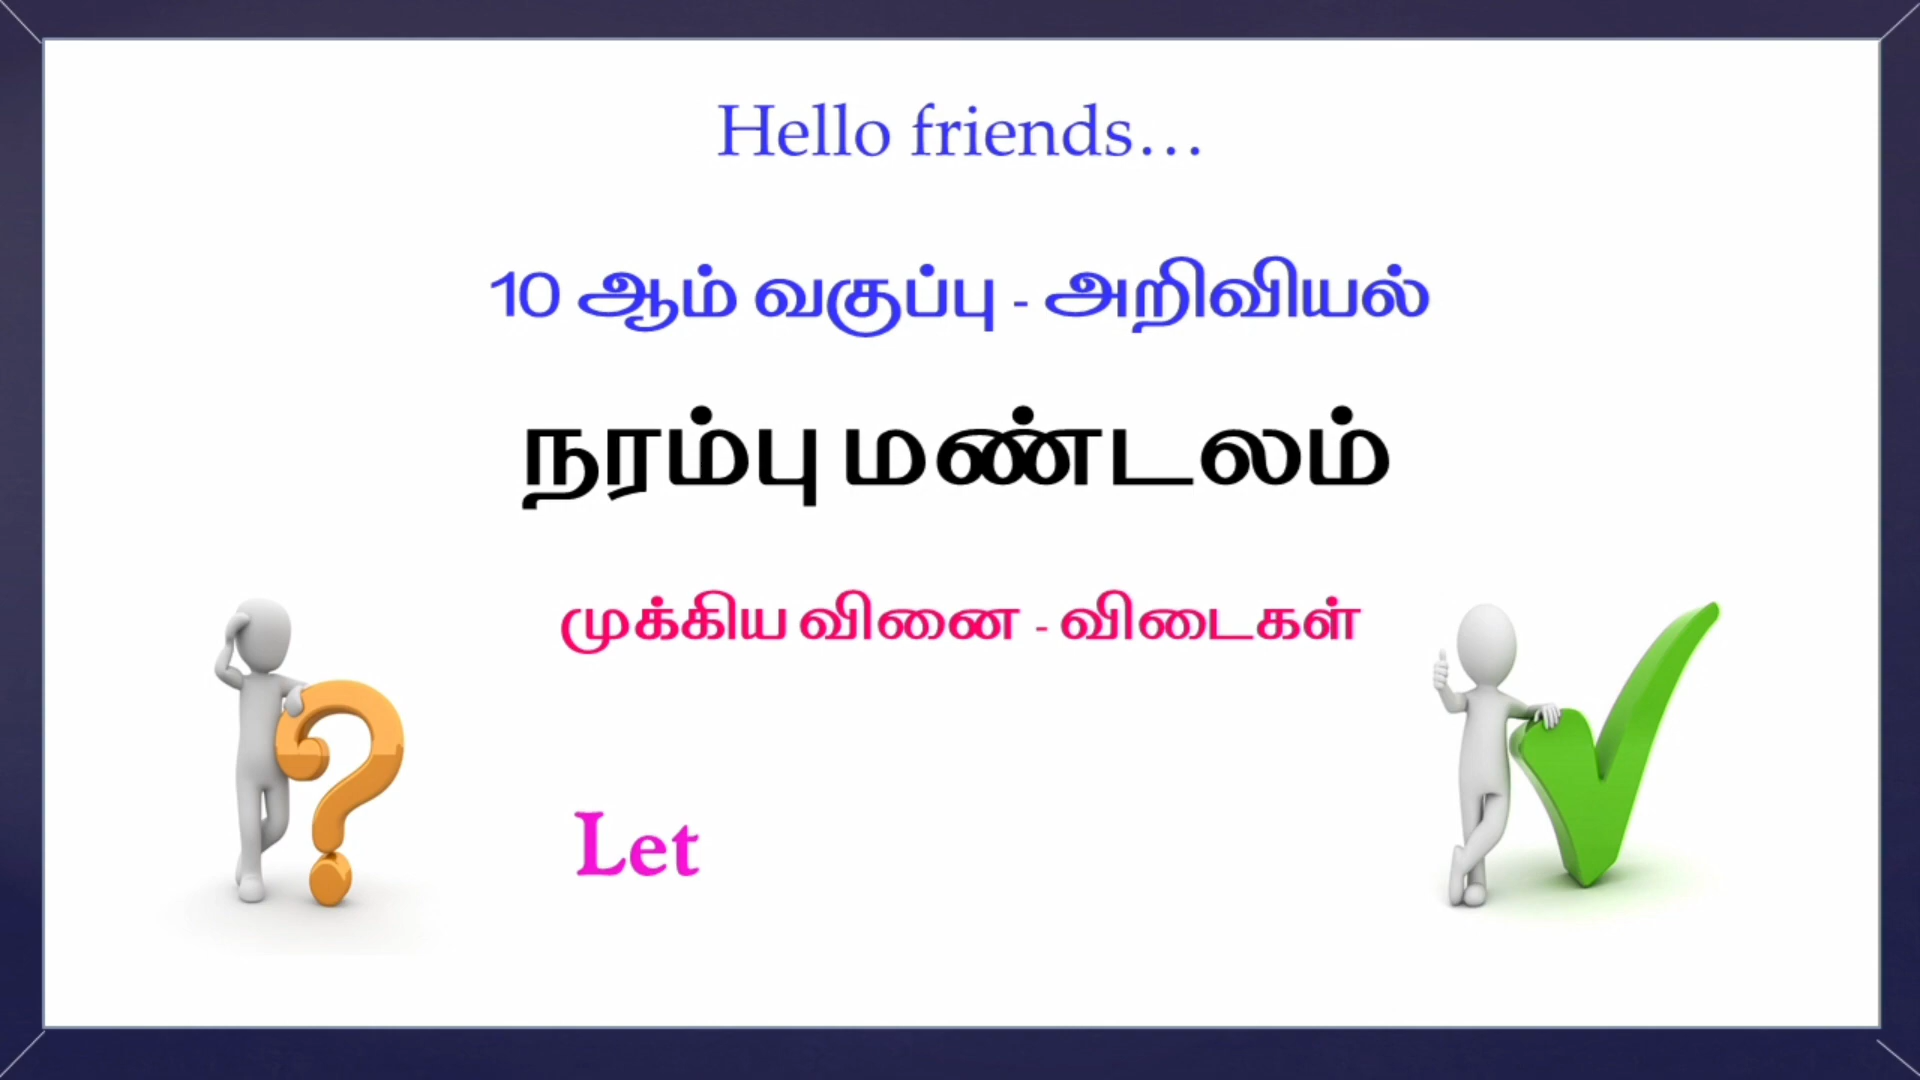 Hello friends…
10 ஆம் வகுப்பு - அறிவியல்
நரம்பு மண்டலம்
முக்கிய வினை - விடைகள்
Let